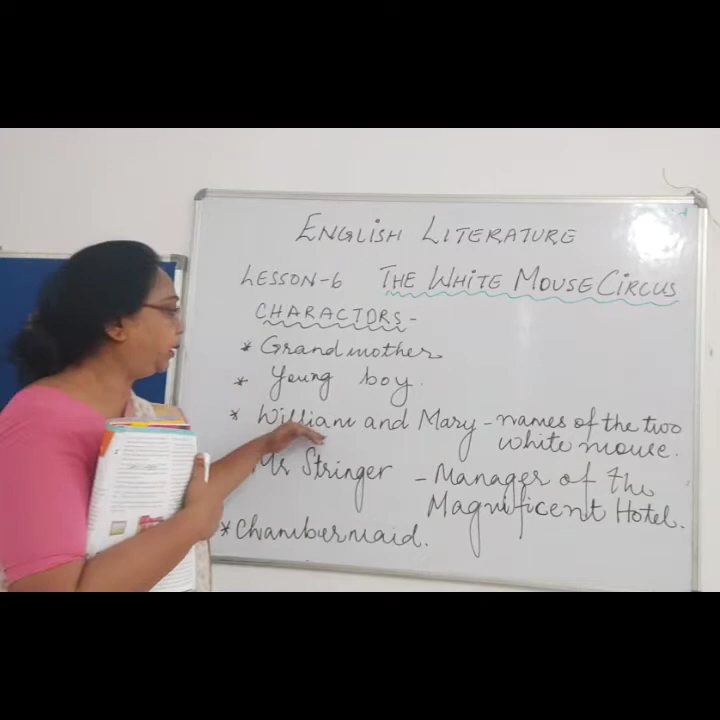 ENGLISH LITERATURE
LESSON-6 THE WHITE MOUSE CIRCUS
CHARACTORS-
* Grandmother
* Young boy.
* William and Mary - names of the two
white mouse.
Mr Stringer - Manager of the
Magnificent Hotel.
* Chambermaid.